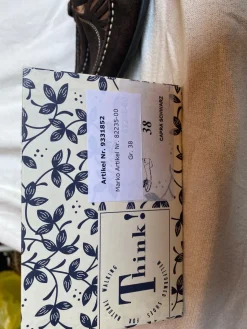 Artikel Nr. 9331852
Marko Artikel Nr. 82235-00
Gr. 38
38
CAPRA SCHWARZ
Think!